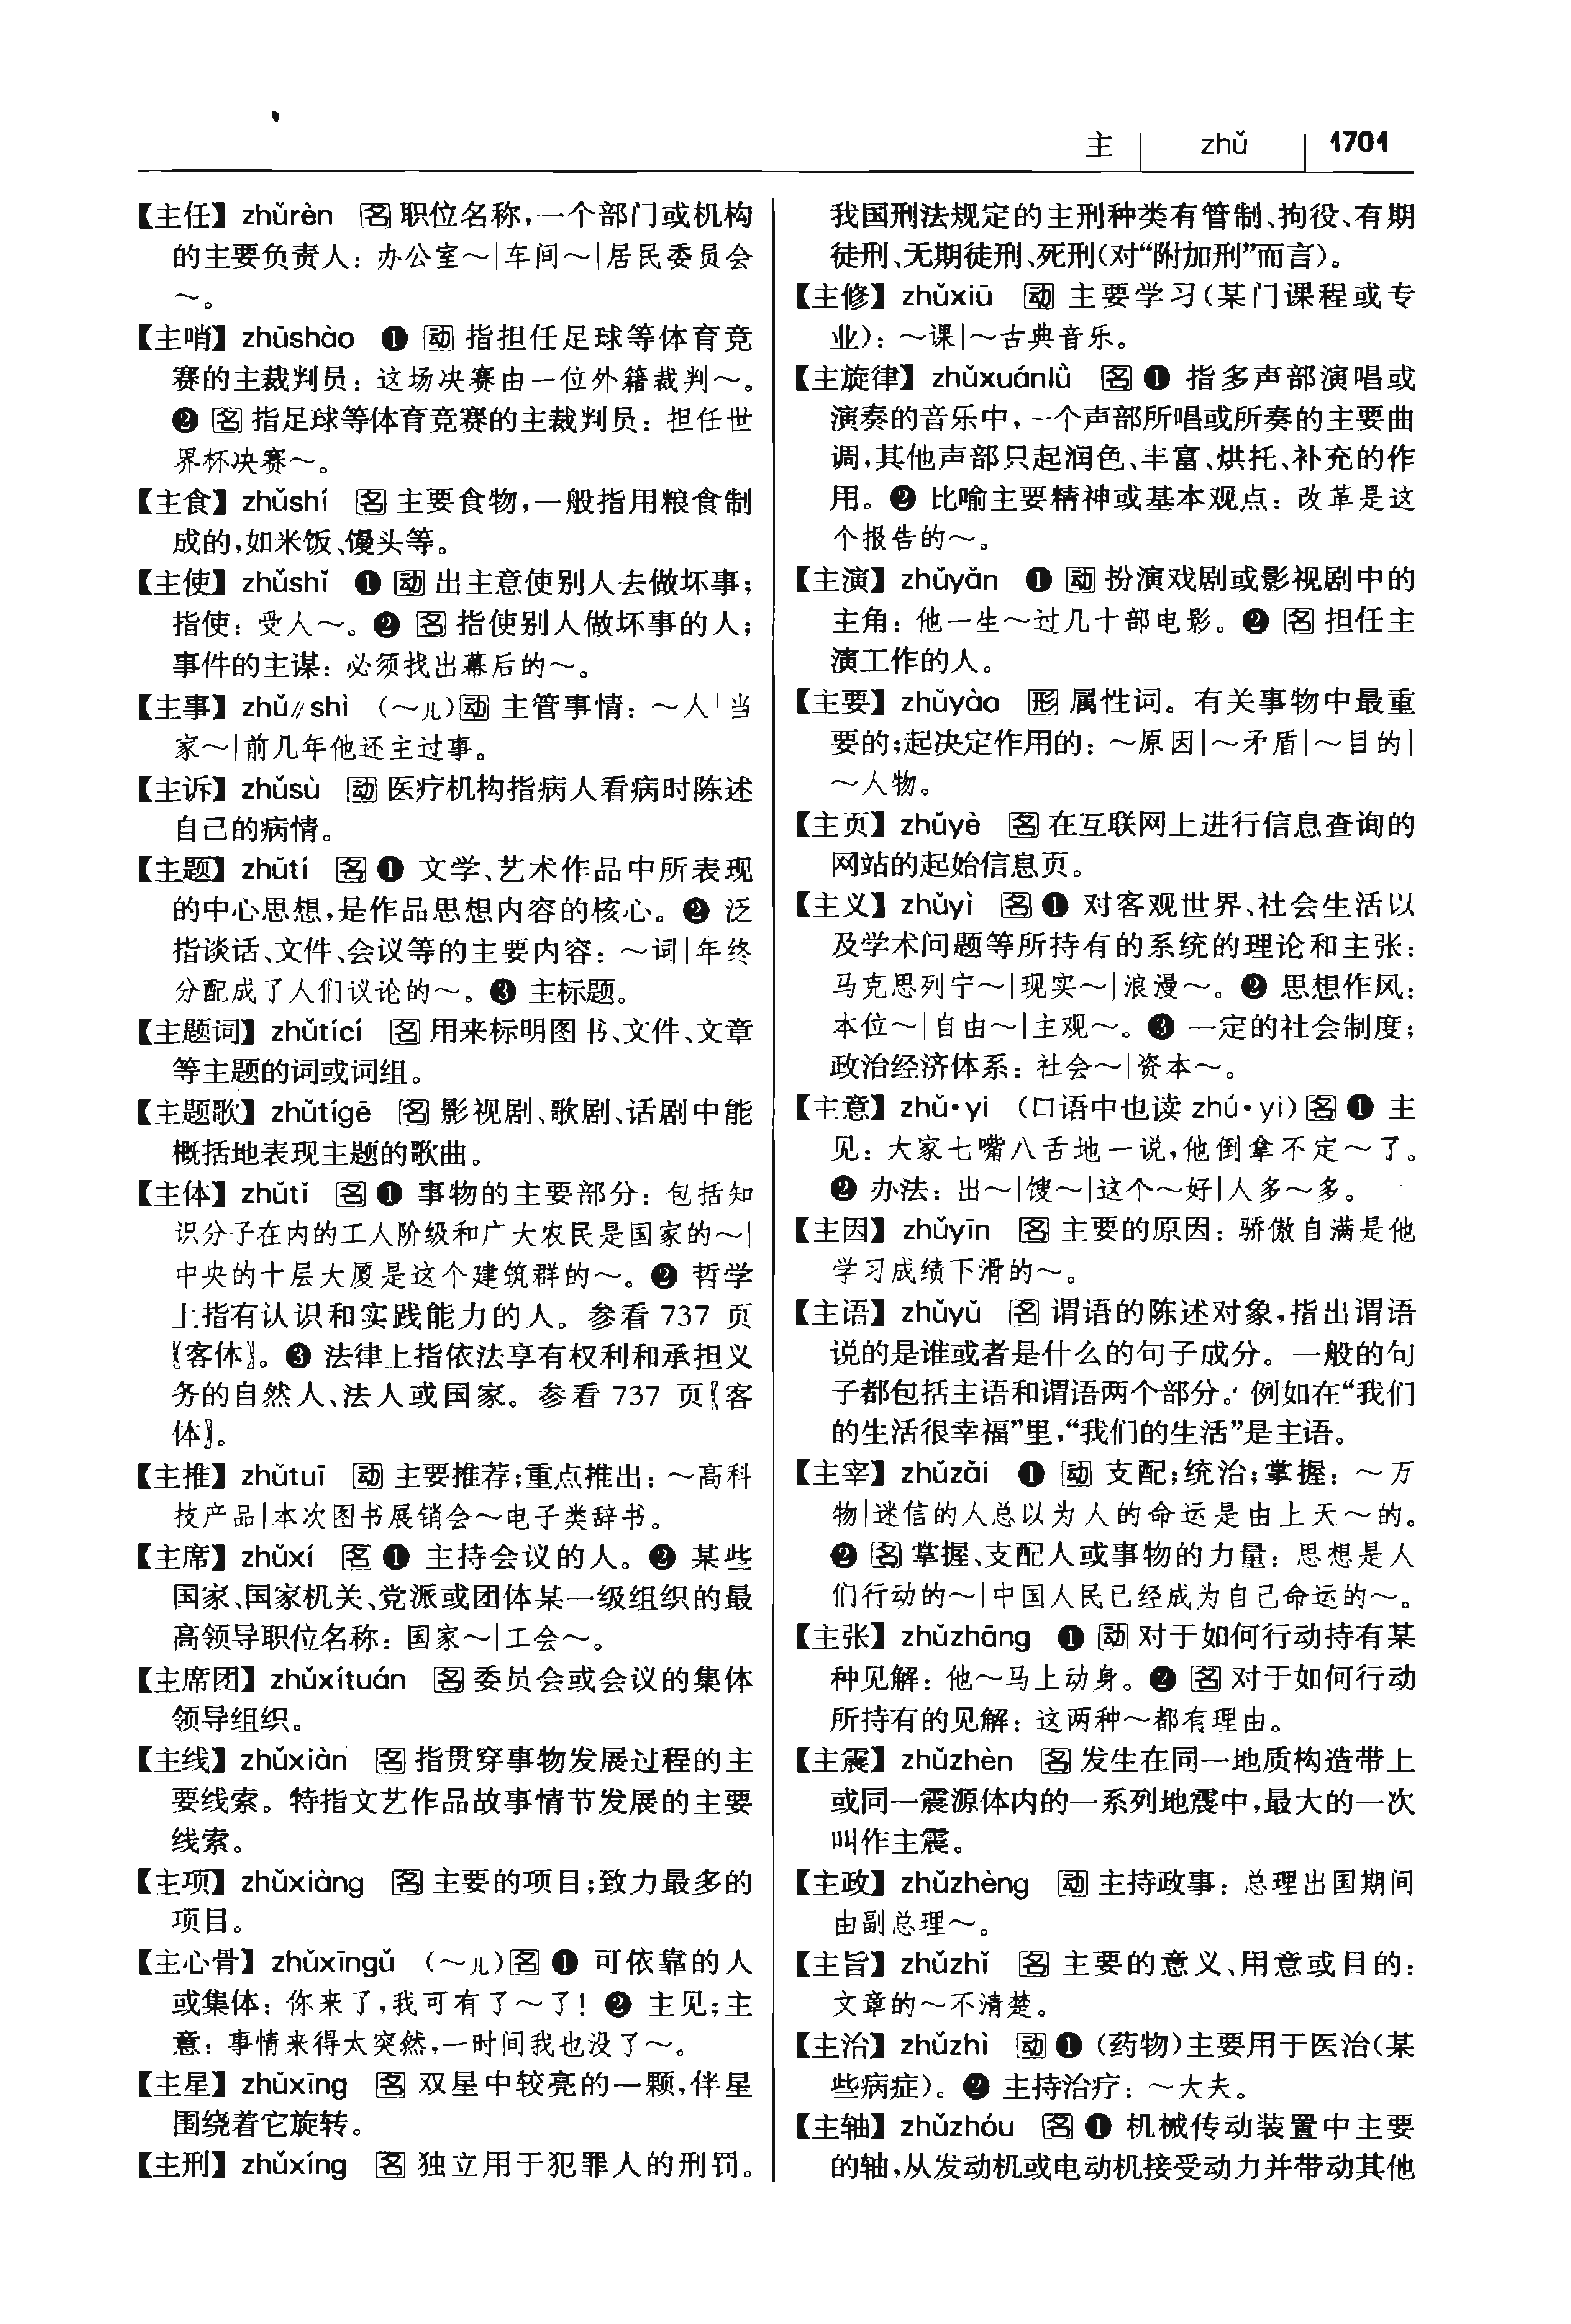 主 zhǔ 1701
【主任】 zhǔrèn 名 职位名称，一个部门或机构
的主要负责人：办公室～|车间～|居民委员会
～。
【主哨】 zhǔshào ❶ 动 指担任足球等体育竞
赛的主裁判员：这场决赛由一位外籍裁判～。
❷ 名 指足球等体育竞赛的主裁判员：担任世
界杯决赛～。
【主食】 zhǔshí 名 主要食物，一般指用粮食制
成的，如米饭、馒头等。
【主使】 zhǔshǐ ❶ 动 出主意使别人去做坏事；
指使：受人～。❷ 名 指使别人做坏事的人；
事件的主谋：必须找出幕后的～。
【主事】 zhǔ∥shì （～儿）动 主管事情：～人|当
家～|前几年他还主过事。
【主诉】 zhǔsù 动 医疗机构指病人看病时陈述
自己的病情。
【主题】 zhǔtí 名 ❶ 文学、艺术作品中所表现
的中心思想，是作品思想内容的核心。❷ 泛
指谈话、文件、会议等的主要内容：～词|年终
分配成了人们议论的～。❸ 主标题。
【主题词】 zhǔtící 名 用来标明图书、文件、文章
等主题的词或词组。
【主题歌】 zhǔtígē 名 影视剧、歌剧、话剧中能
概括地表现主题的歌曲。
【主体】 zhǔtǐ 名 ❶ 事物的主要部分：包括知
识分子在内的工人阶级和广大农民是国家的～|
中央的十层大厦是这个建筑群的～。❷ 哲学
上指有认识和实践能力的人。参看 737 页
〖客体〗。❸ 法律上指依法享有权利和承担义
务的自然人、法人或国家。参看 737 页〖客
体〗。
【主推】 zhǔtuī 动 主要推荐；重点推出：～高科
技产品|本次图书展销会～电子类辞书。
【主席】 zhǔxí 名 ❶ 主持会议的人。❷ 某些
国家、国家机关、党派或团体某一级组织的最
高领导职位名称：国家～|工会～。
【主席团】 zhǔxítuán 名 委员会或会议的集体
领导组织。
【主线】 zhǔxiàn 名 指贯穿事物发展过程的主
要线索。特指文艺作品故事情节发展的主要
线索。
【主项】 zhǔxiàng 名 主要的项目；致力最多的
项目。
【主心骨】 zhǔxīngǔ （～儿）名 ❶ 可依靠的人
或集体：你来了，我可有了～了！❷ 主见；主
意：事情来得太突然，一时间我也没了～。
【主星】 zhǔxīng 名 双星中较亮的一颗，伴星
围绕着它旋转。
【主刑】 zhǔxíng 名 独立用于犯罪人的刑罚。
我国刑法规定的主刑种类有管制、拘役、有期
徒刑、无期徒刑、死刑（对“附加刑”而言）。
【主修】 zhǔxiū 动 主要学习（某门课程或专
业）：～课|～古典音乐。
【主旋律】 zhǔxuánlǜ 名 ❶ 指多声部演唱或
演奏的音乐中，一个声部所唱或所奏的主要曲
调，其他声部只起润色、丰富、烘托、补充的作
用。❷ 比喻主要精神或基本观点：改革是这
个报告的～。
【主演】 zhǔyǎn ❶ 动 扮演戏剧或影视剧中的
主角：他一生～过几十部电影。❷ 名 担任主
演工作的人。
【主要】 zhǔyào 形 属性词。有关事物中最重
要的；起决定作用的：～原因|～矛盾|～目的|
～人物。
【主页】 zhǔyè 名 在互联网上进行信息查询的
网站的起始信息页。
【主义】 zhǔyì 名 ❶ 对客观世界、社会生活以
及学术问题等所持有的系统的理论和主张：
马克思列宁～|现实～|浪漫～。❷ 思想作风：
本位～|自由～|主观～。❸ 一定的社会制度；
政治经济体系：社会～|资本～。
【主意】 zhǔ·yi （口语中也读 zhú·yi）名 ❶ 主
见：大家七嘴八舌地一说，他倒拿不定～了。
❷ 办法：出～|馊～|这个～好|人多～多。
【主因】 zhǔyīn 名 主要的原因：骄傲自满是他
学习成绩下滑的～。
【主语】 zhǔyǔ 名 谓语的陈述对象，指出谓语
说的是谁或者是什么的句子成分。一般的句
子都包括主语和谓语两个部分。例如在“我们
的生活很幸福”里，“我们的生活”是主语。
【主宰】 zhǔzǎi ❶ 动 支配；统治；掌握：～万
物|迷信的人总以为人的命运是由上天～的。
❷ 名 掌握、支配人或事物的力量：思想是人
们行动的～|中国人民已经成为自己命运的～。
【主张】 zhǔzhāng ❶ 动 对于如何行动持有某
种见解：他～马上动身。❷ 名 对于如何行动
所持有的见解：这两种～都有理由。
【主震】 zhǔzhèn 名 发生在同一地质构造带上
或同一震源体内的一系列地震中，最大的一次
叫作主震。
【主政】 zhǔzhèng 动 主持政事：总理出国期间
由副总理～。
【主旨】 zhǔzhǐ 名 主要的意义、用意或目的：
文章的～不清楚。
【主治】 zhǔzhì 动 ❶（药物）主要用于医治（某
些病症）。❷ 主持治疗：～大夫。
【主轴】 zhǔzhóu 名 ❶ 机械传动装置中主要
的轴，从发动机或电动机接受动力并带动其他